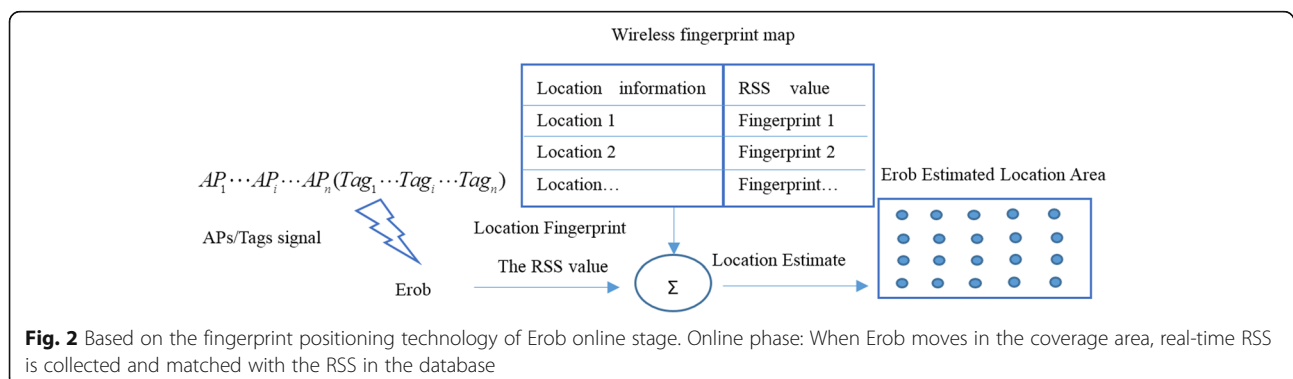 Wireless fingerprint map
Location information RSS value
Location 1 Fingerprint 1
Location 2 Fingerprint 2
Location… Fingerprint…
AP₁⋯APᵢ⋯APₙ(Tag₁⋯Tagᵢ⋯Tagₙ)
Erob Estimated Location Area
APs/Tags signal
Location Fingerprint
The RSS value
Location Estimate
Erob
Σ
Fig. 2 Based on the fingerprint positioning technology of Erob online stage. Online phase: When Erob moves in the coverage area, real-time RSS
is collected and matched with the RSS in the database